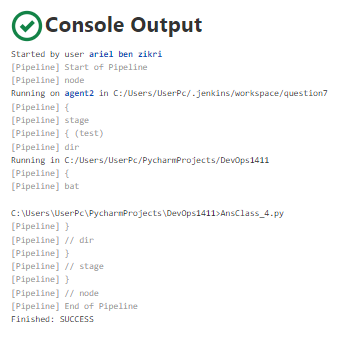 Console Output
Started by user ariel ben zikri
[Pipeline] Start of Pipeline
[Pipeline] node
Running on agent2 in C:/Users/UserPc/.jenkins/workspace/question7
[Pipeline] {
[Pipeline] stage
[Pipeline] { (test)
[Pipeline] dir
Running in C:/Users/UserPc/PycharmProjects/DevOps1411
[Pipeline] {
[Pipeline] bat
C:\Users\UserPc\PycharmProjects\DevOps1411>AnsClass_4.py
[Pipeline] }
[Pipeline] // dir
[Pipeline] }
[Pipeline] // stage
[Pipeline] }
[Pipeline] // node
[Pipeline] End of Pipeline
Finished: SUCCESS